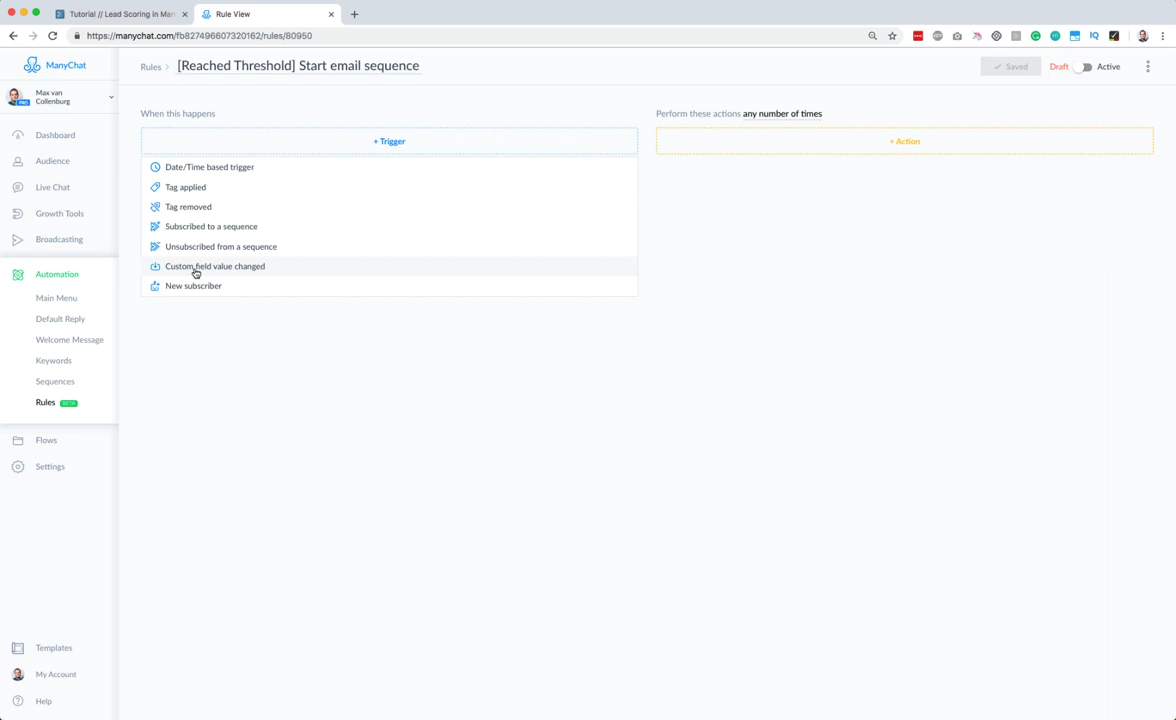 Tutorial // Lead Scoring in Man
Rule View
https://manychat.com/fb827496607320162/rules/80950
ManyChat
Rules
[Reached Threshold] Start email sequence
Saved
Draft
Active
Max van
Collenburg
PRO
When this happens
Perform these actions any number of times
+ Trigger
+ Action
Date/Time based trigger
Tag applied
Tag removed
Subscribed to a sequence
Unsubscribed from a sequence
Custom field value changed
New subscriber
Dashboard
Audience
Live Chat
Growth Tools
Broadcasting
Automation
Main Menu
Default Reply
Welcome Message
Keywords
Sequences
Rules BETA
Flows
Settings
Templates
My Account
Help